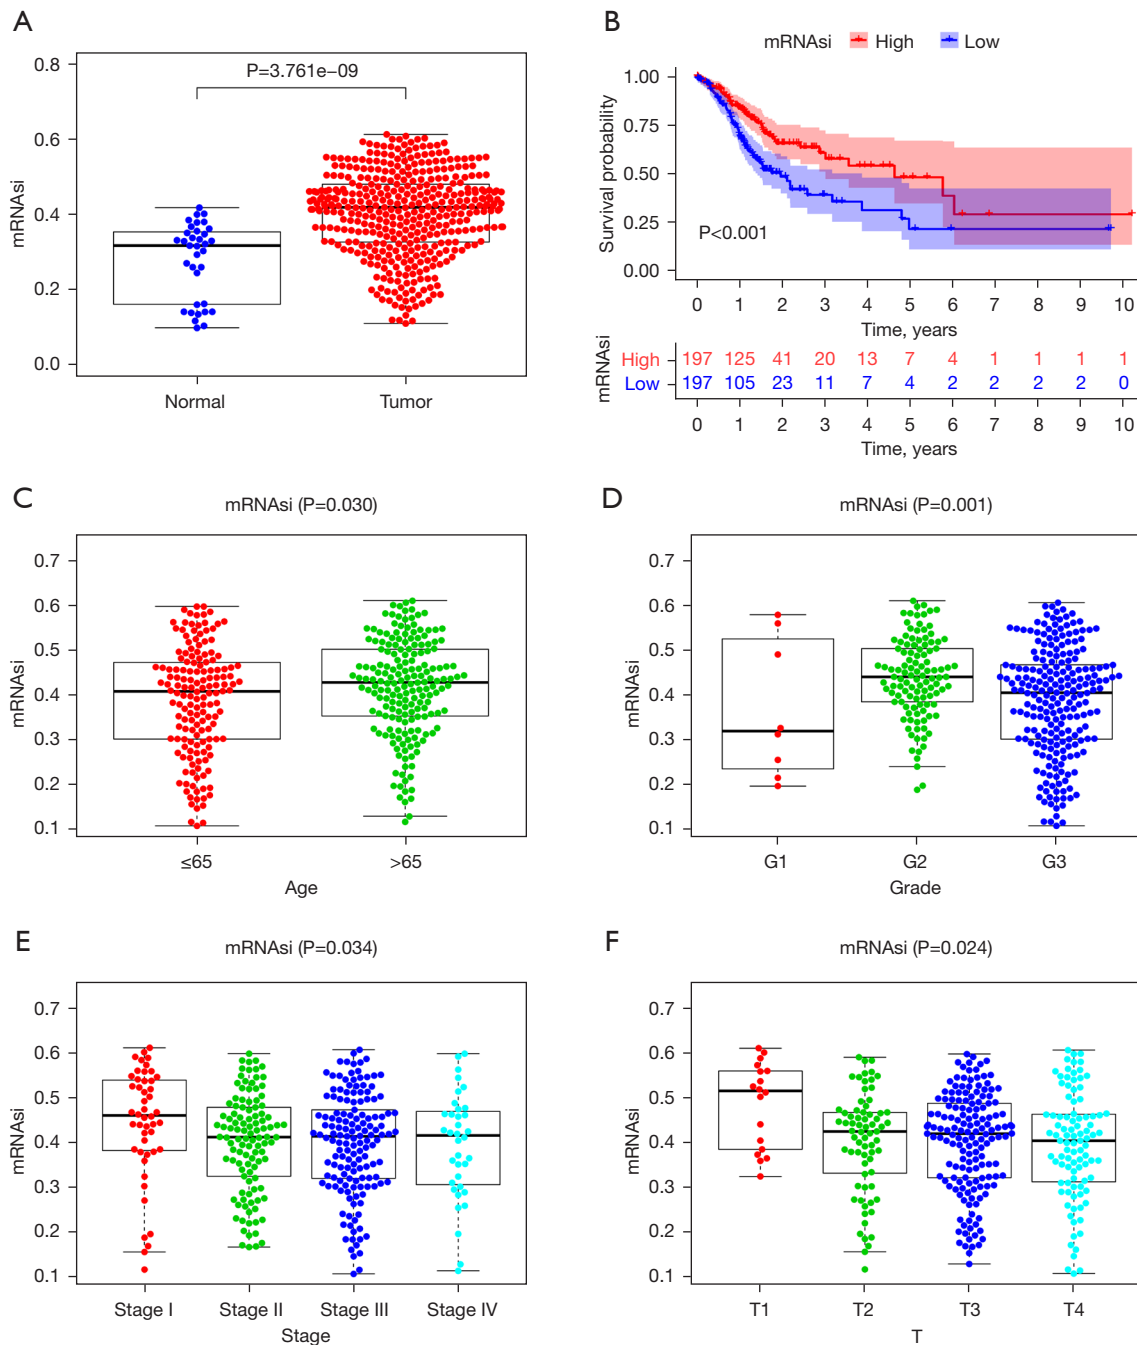 A
mRNAsi
0.8
0.6
0.4
0.2
0.0
P=3.761e−09
Normal
Tumor
B
mRNAsi High Low
Survival probability
1.00
0.75
0.50
0.25
0.00
P<0.001
0 1 2 3 4 5 6 7 8 9 10
Time, years
mRNAsi
High 197 125 41 20 13 7 4 1 1 1 1
Low 197 105 23 11 7 4 2 2 2 2 0
0 1 2 3 4 5 6 7 8 9 10
Time, years
C
mRNAsi (P=0.030)
mRNAsi
0.7
0.6
0.5
0.4
0.3
0.2
0.1
≤65 >65
Age
D
mRNAsi (P=0.001)
mRNAsi
0.7
0.6
0.5
0.4
0.3
0.2
0.1
G1 G2 G3
Grade
E
mRNAsi (P=0.034)
mRNAsi
0.7
0.6
0.5
0.4
0.3
0.2
0.1
Stage I Stage II Stage III Stage IV
Stage
F
mRNAsi (P=0.024)
mRNAsi
0.7
0.6
0.5
0.4
0.3
0.2
0.1
T1 T2 T3 T4
T